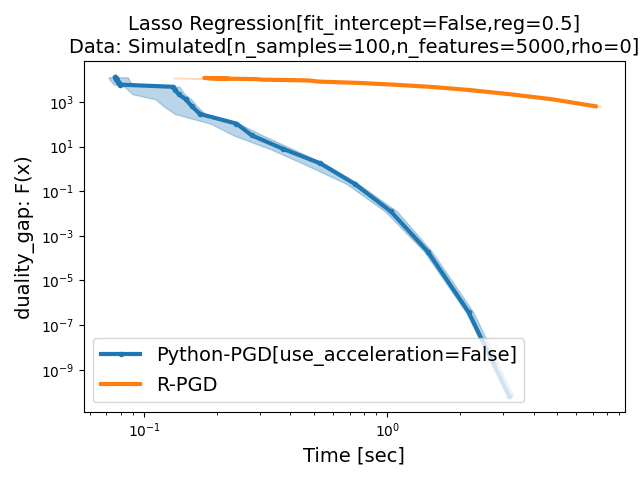 Lasso Regression[fit_intercept=False,reg=0.5]
Data: Simulated[n_samples=100,n_features=5000,rho=0]
duality_gap: F(x)
10^3
10^1
10^-1
10^-3
10^-5
10^-7
10^-9
Python-PGD[use_acceleration=False]
R-PGD
10^-1
10^0
Time [sec]